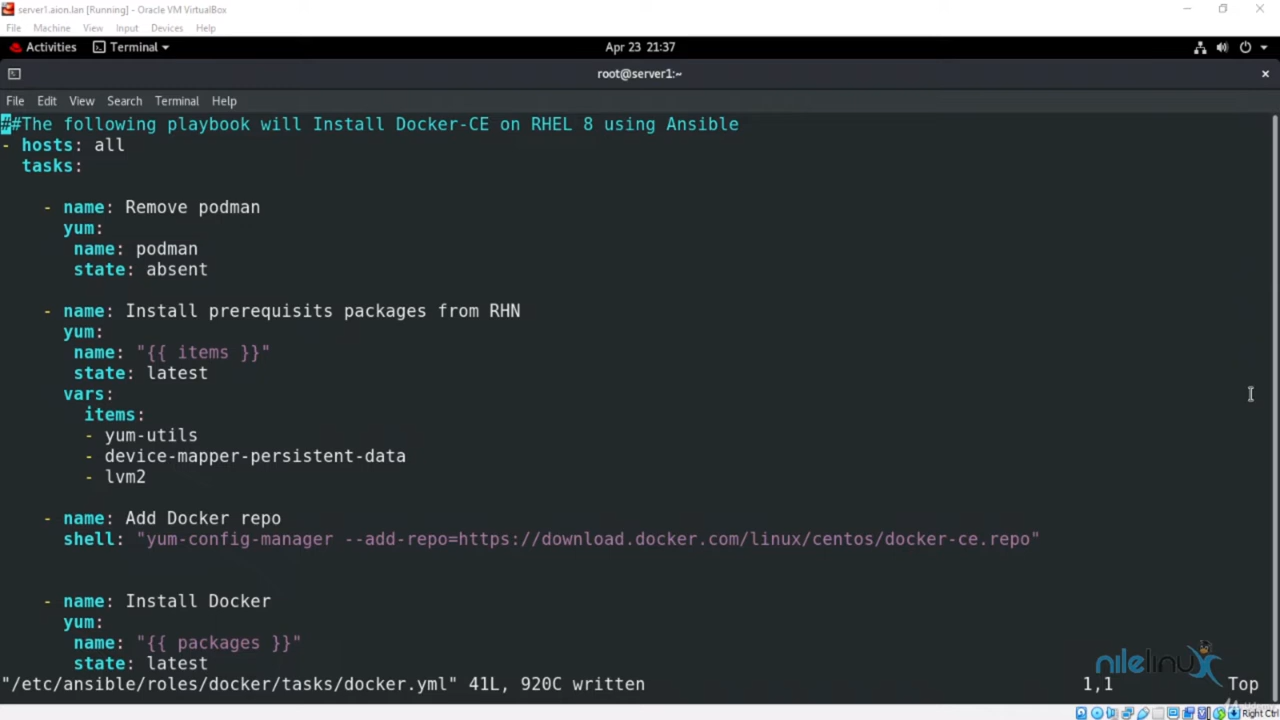 server1.aion.lan [Running] - Oracle VM VirtualBox
File Machine View Input Devices Help
Activities Terminal Apr 23 21:37
root@server1:~
File Edit View Search Terminal Help
##The following playbook will Install Docker-CE on RHEL 8 using Ansible
- hosts: all
  tasks:
    - name: Remove podman
      yum:
       name: podman
       state: absent
    - name: Install prerequisits packages from RHN
      yum:
       name: "{{ items }}"
       state: latest
      vars:
        items:
        - yum-utils
        - device-mapper-persistent-data
        - lvm2
    - name: Add Docker repo
      shell: "yum-config-manager --add-repo=https://download.docker.com/linux/centos/docker-ce.repo"
    - name: Install Docker
      yum:
       name: "{{ packages }}"
       state: latest
nilelinux
"/etc/ansible/roles/docker/tasks/docker.yml" 41L, 920C written 1,1 Top
Right Ctrl